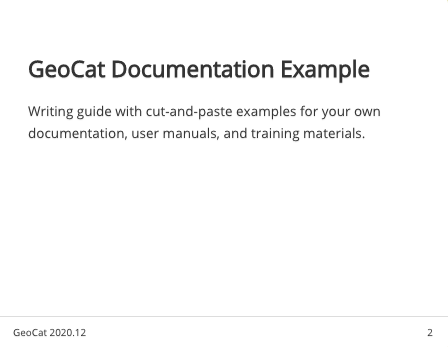 GeoCat Documentation Example
Writing guide with cut-and-paste examples for your own
documentation, user manuals, and training materials.
GeoCat 2020.12
2